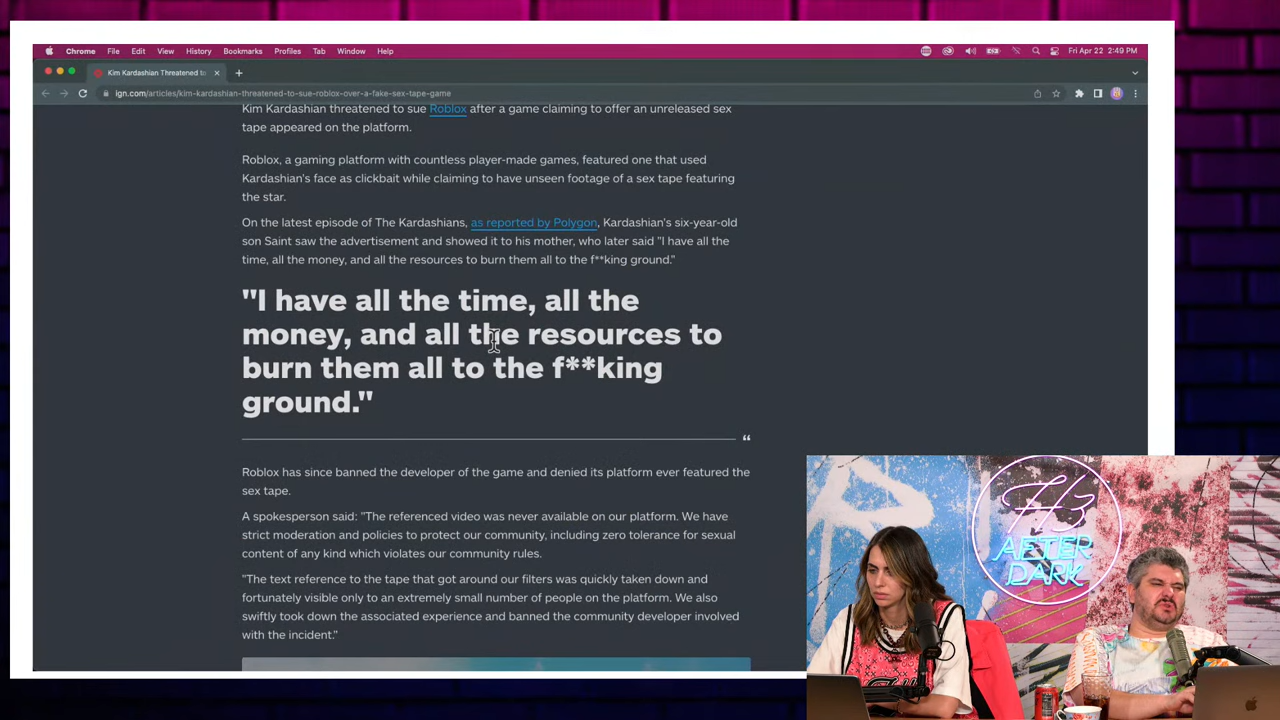 Chrome File Edit View History Bookmarks Profiles Tab Window Help Fri Apr 22 2:49 PM
Kim Kardashian Threatened to
ign.com/articles/kim-kardashian-threatened-to-sue-roblox-over-a-fake-sex-tape-game
Kim Kardashian threatened to sue Roblox after a game claiming to offer an unreleased sex
tape appeared on the platform.
Roblox, a gaming platform with countless player-made games, featured one that used
Kardashian's face as clickbait while claiming to have unseen footage of a sex tape featuring
the star.
On the latest episode of The Kardashians, as reported by Polygon, Kardashian's six-year-old
son Saint saw the advertisement and showed it to his mother, who later said "I have all the
time, all the money, and all the resources to burn them all to the f**king ground."
"I have all the time, all the
money, and all the resources to
burn them all to the f**king
ground."
“
Roblox has since banned the developer of the game and denied its platform ever featured the
sex tape.
A spokesperson said: "The referenced video was never available on our platform. We have
strict moderation and policies to protect our community, including zero tolerance for sexual
content of any kind which violates our community rules.
"The text reference to the tape that got around our filters was quickly taken down and
fortunately visible only to an extremely small number of people on the platform. We also
swiftly took down the associated experience and banned the community developer involved
with the incident."
H3
AFTER
DARK